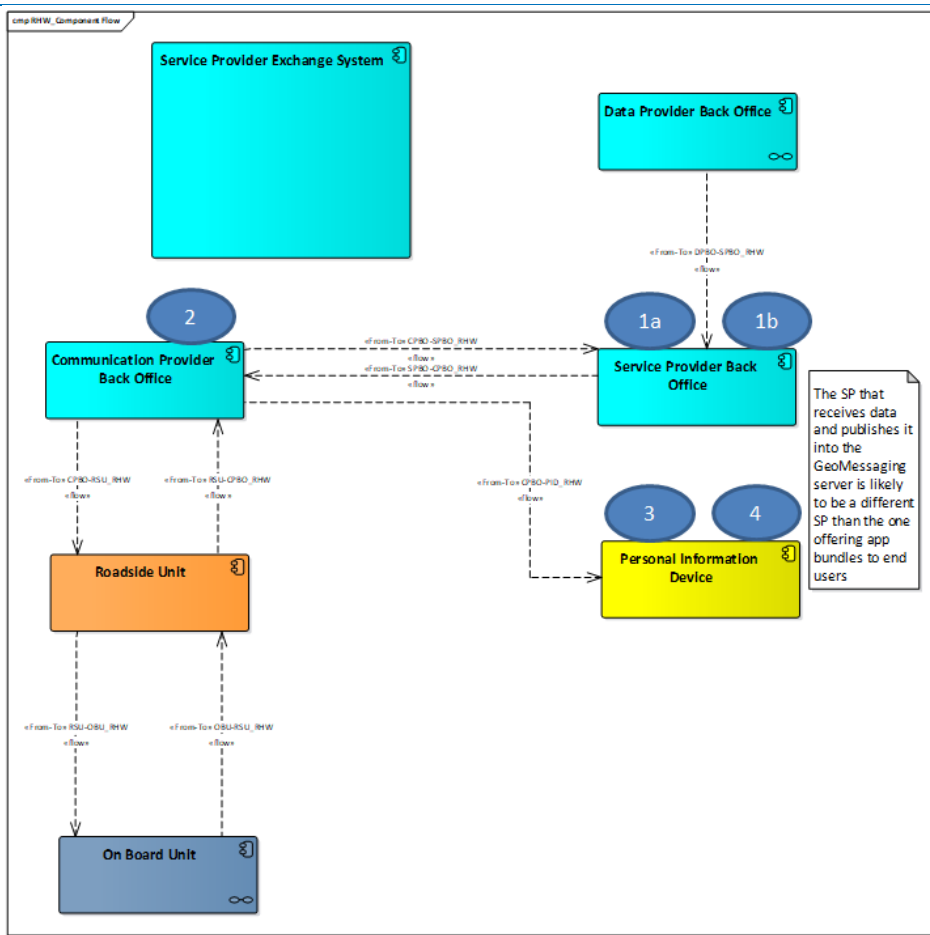 cmp RHW_Component Flow
Service Provider Exchange System
Data Provider Back Office
«From-To» DPBO-SPBO_RHW
«flow»
2
1a
1b
Communication Provider
Back Office
«From-To» CPBO-SPBO_RHW
«flow»
«From-To» SPBO-CPBO_RHW
«flow»
Service Provider Back
Office
The SP that
receives data
and publishes it
into the
GeoMessaging
server is likely
to be a different
SP than the one
offering app
bundles to end
users
«From-To» CPBO-RSU_RHW
«flow»
«From-To» RSU-CPBO_RHW
«flow»
«From-To» CPBO-PID_RHW
«flow»
3
4
Roadside Unit
Personal Information
Device
«From-To» RSU-OBU_RHW
«flow»
«From-To» OBU-RSU_RHW
«flow»
On Board Unit